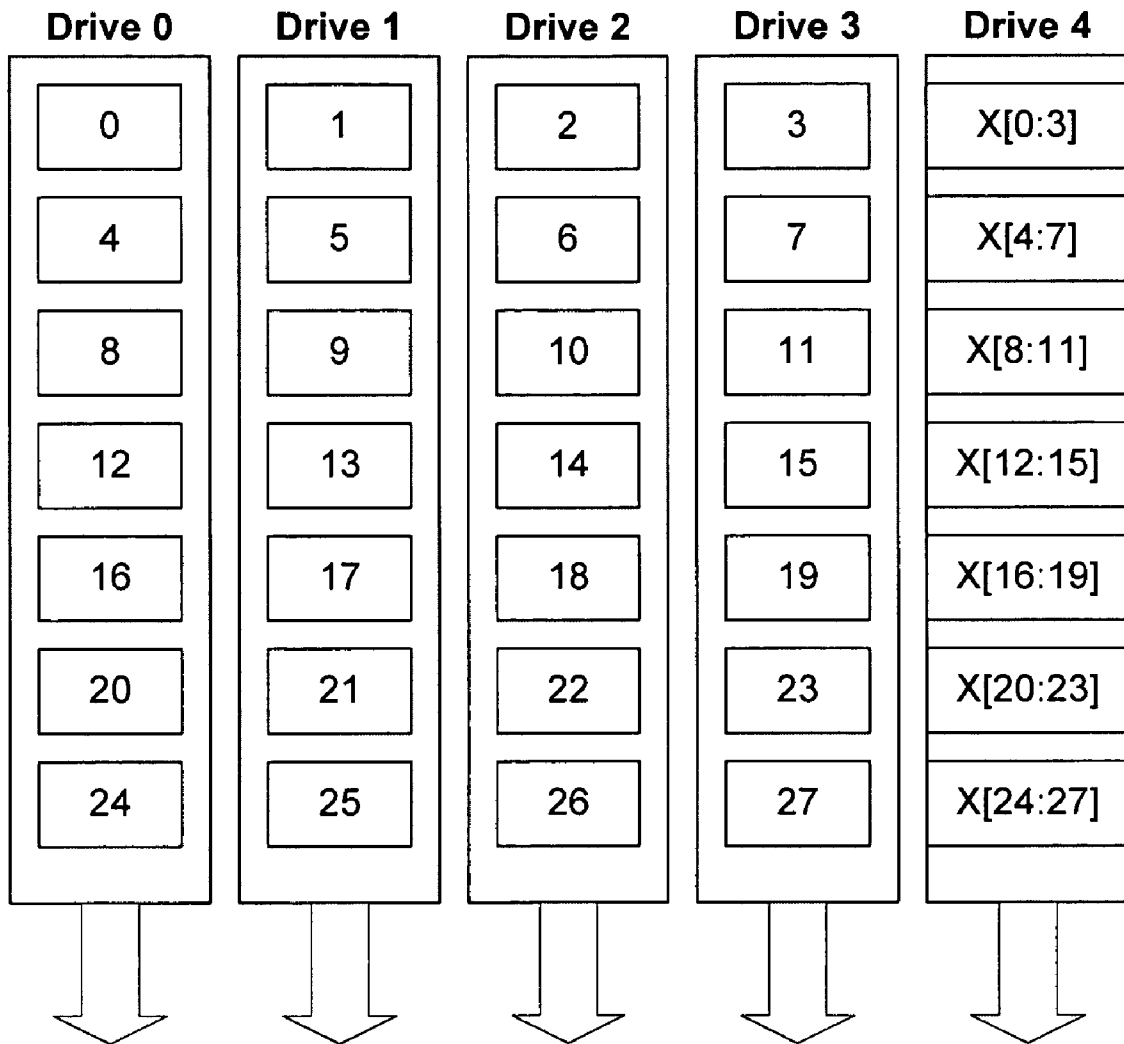 Drive 0 Drive 1 Drive 2 Drive 3 Drive 4
0 1 2 3 X[0:3]
4 5 6 7 X[4:7]
8 9 10 11 X[8:11]
12 13 14 15 X[12:15]
16 17 18 19 X[16:19]
20 21 22 23 X[20:23]
24 25 26 27 X[24:27]